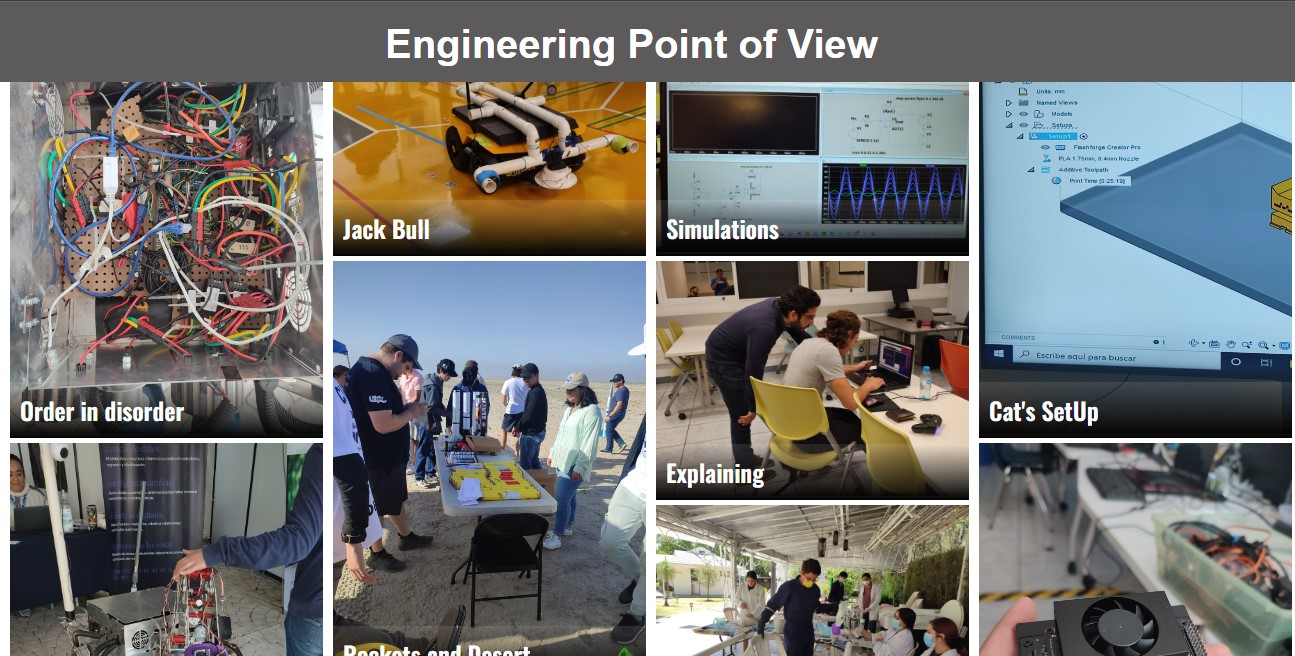 Engineering Point of View
Order in disorder
Jack Bull
Simulations
Units: mm
Named Views
Models
Setups
Setup1
Flashforge Creator Pro
PLA 1.75mm, 0.4mm Nozzle
Additive Toolpath
Print Time [0:25:19]
COMMENTS
Escribe aquí para buscar
Cat's SetUp
Explaining
Rockets and Desert